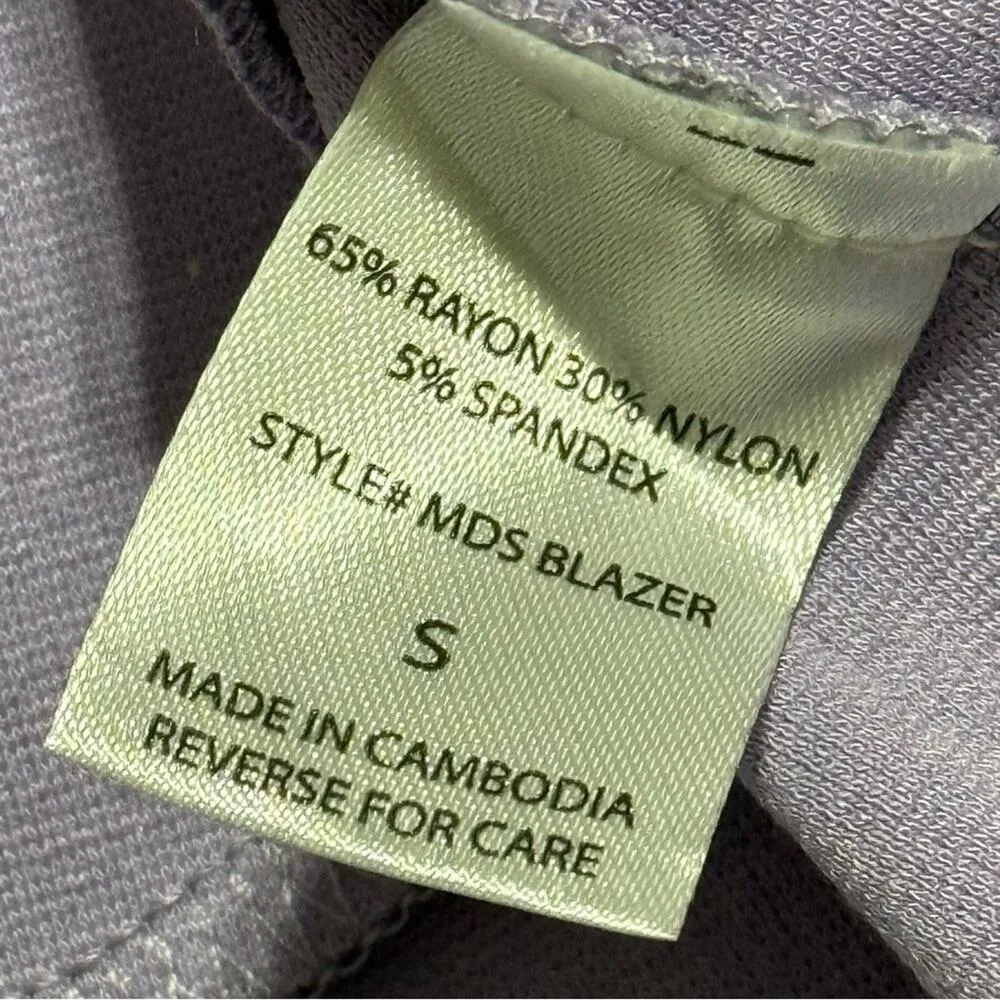 65% RAYON 30% NYLON
5% SPANDEX
STYLE# MDS BLAZER
S
MADE IN CAMBODIA
REVERSE FOR CARE